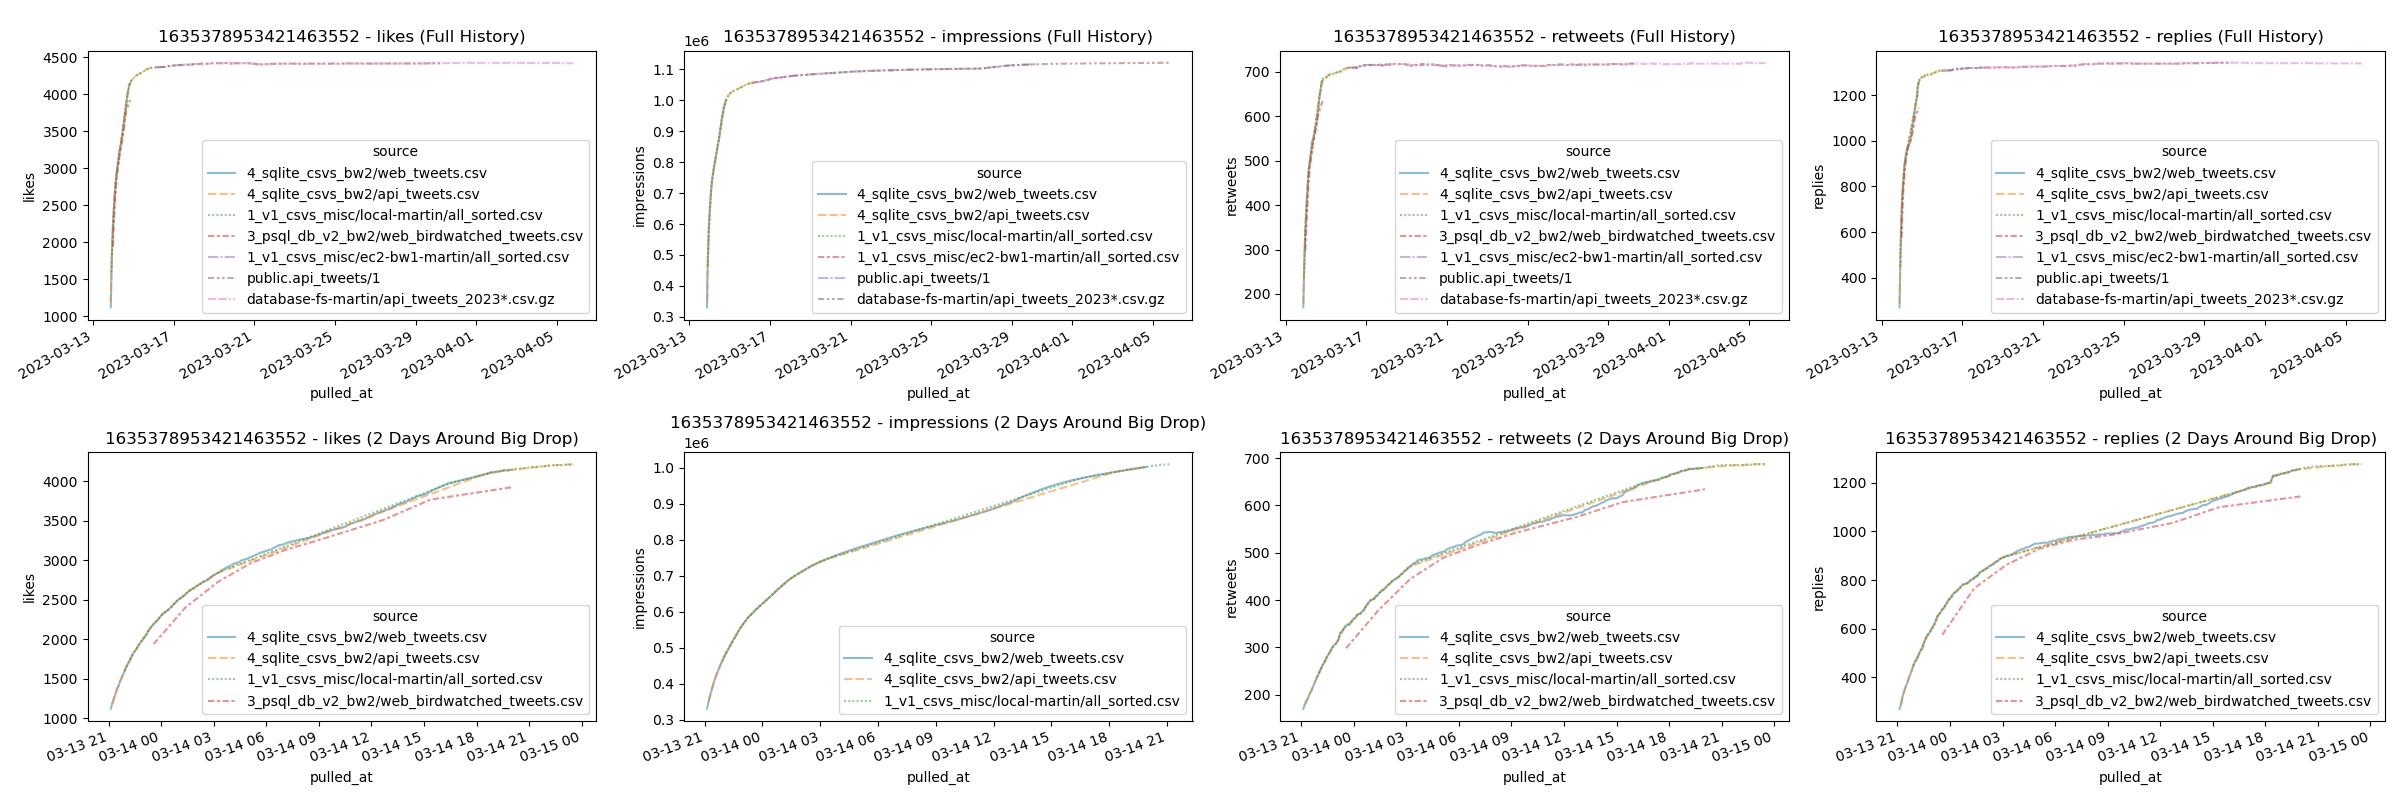 1635378953421463552 - likes (Full History)
4500
4000
3500
3000
2500
2000
1500
1000
likes
source
4_sqlite_csvs_bw2/web_tweets.csv
4_sqlite_csvs_bw2/api_tweets.csv
1_v1_csvs_misc/local-martin/all_sorted.csv
3_psql_db_v2_bw2/web_birdwatched_tweets.csv
1_v1_csvs_misc/ec2-bw1-martin/all_sorted.csv
public.api_tweets/1
database-fs-martin/api_tweets_2023*.csv.gz
2023-03-13
2023-03-17
2023-03-21
2023-03-25
2023-03-29
2023-04-01
2023-04-05
pulled_at
1635378953421463552 - impressions (Full History)
1e6
1.1
1.0
0.9
0.8
0.7
0.6
0.5
0.4
0.3
impressions
source
4_sqlite_csvs_bw2/web_tweets.csv
4_sqlite_csvs_bw2/api_tweets.csv
1_v1_csvs_misc/local-martin/all_sorted.csv
1_v1_csvs_misc/ec2-bw1-martin/all_sorted.csv
public.api_tweets/1
database-fs-martin/api_tweets_2023*.csv.gz
2023-03-13
2023-03-17
2023-03-21
2023-03-25
2023-03-29
2023-04-01
2023-04-05
pulled_at
1635378953421463552 - retweets (Full History)
700
600
500
400
300
200
retweets
source
4_sqlite_csvs_bw2/web_tweets.csv
4_sqlite_csvs_bw2/api_tweets.csv
1_v1_csvs_misc/local-martin/all_sorted.csv
3_psql_db_v2_bw2/web_birdwatched_tweets.csv
1_v1_csvs_misc/ec2-bw1-martin/all_sorted.csv
public.api_tweets/1
database-fs-martin/api_tweets_2023*.csv.gz
2023-03-13
2023-03-17
2023-03-21
2023-03-25
2023-03-29
2023-04-01
2023-04-05
pulled_at
1635378953421463552 - replies (Full History)
1200
1000
800
600
400
replies
source
4_sqlite_csvs_bw2/web_tweets.csv
4_sqlite_csvs_bw2/api_tweets.csv
1_v1_csvs_misc/local-martin/all_sorted.csv
3_psql_db_v2_bw2/web_birdwatched_tweets.csv
1_v1_csvs_misc/ec2-bw1-martin/all_sorted.csv
public.api_tweets/1
database-fs-martin/api_tweets_2023*.csv.gz
2023-03-13
2023-03-17
2023-03-21
2023-03-25
2023-03-29
2023-04-01
2023-04-05
pulled_at
1635378953421463552 - likes (2 Days Around Big Drop)
4000
3500
3000
2500
2000
1500
1000
likes
source
4_sqlite_csvs_bw2/web_tweets.csv
4_sqlite_csvs_bw2/api_tweets.csv
1_v1_csvs_misc/local-martin/all_sorted.csv
3_psql_db_v2_bw2/web_birdwatched_tweets.csv
03-13 21
03-14 00
03-14 03
03-14 06
03-14 09
03-14 12
03-14 15
03-14 18
03-14 21
03-15 00
pulled_at
1635378953421463552 - impressions (2 Days Around Big Drop)
1e6
1.0
0.9
0.8
0.7
0.6
0.5
0.4
0.3
impressions
source
4_sqlite_csvs_bw2/web_tweets.csv
4_sqlite_csvs_bw2/api_tweets.csv
1_v1_csvs_misc/local-martin/all_sorted.csv
03-13 21
03-14 00
03-14 03
03-14 06
03-14 09
03-14 12
03-14 15
03-14 18
03-14 21
pulled_at
1635378953421463552 - retweets (2 Days Around Big Drop)
700
600
500
400
300
200
retweets
source
4_sqlite_csvs_bw2/web_tweets.csv
4_sqlite_csvs_bw2/api_tweets.csv
1_v1_csvs_misc/local-martin/all_sorted.csv
3_psql_db_v2_bw2/web_birdwatched_tweets.csv
03-13 21
03-14 00
03-14 03
03-14 06
03-14 09
03-14 12
03-14 15
03-14 18
03-14 21
03-15 00
pulled_at
1635378953421463552 - replies (2 Days Around Big Drop)
1200
1000
800
600
400
replies
source
4_sqlite_csvs_bw2/web_tweets.csv
4_sqlite_csvs_bw2/api_tweets.csv
1_v1_csvs_misc/local-martin/all_sorted.csv
3_psql_db_v2_bw2/web_birdwatched_tweets.csv
03-13 21
03-14 00
03-14 03
03-14 06
03-14 09
03-14 12
03-14 15
03-14 18
03-14 21
03-15 00
pulled_at